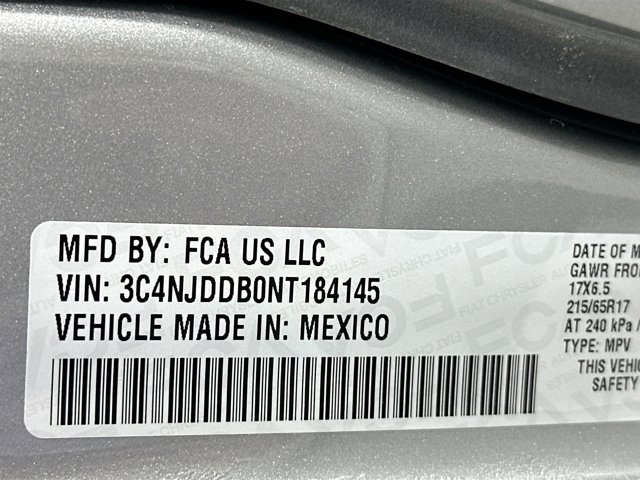 MFD BY: FCA US LLC
VIN: 3C4NJDDB0NT184145
VEHICLE MADE IN: MEXICO
DATE OF M
GAWR FRO
17X6.5
215/65R17
AT 240 kPa
TYPE: MPV
THIS VEHIC
SAFETY